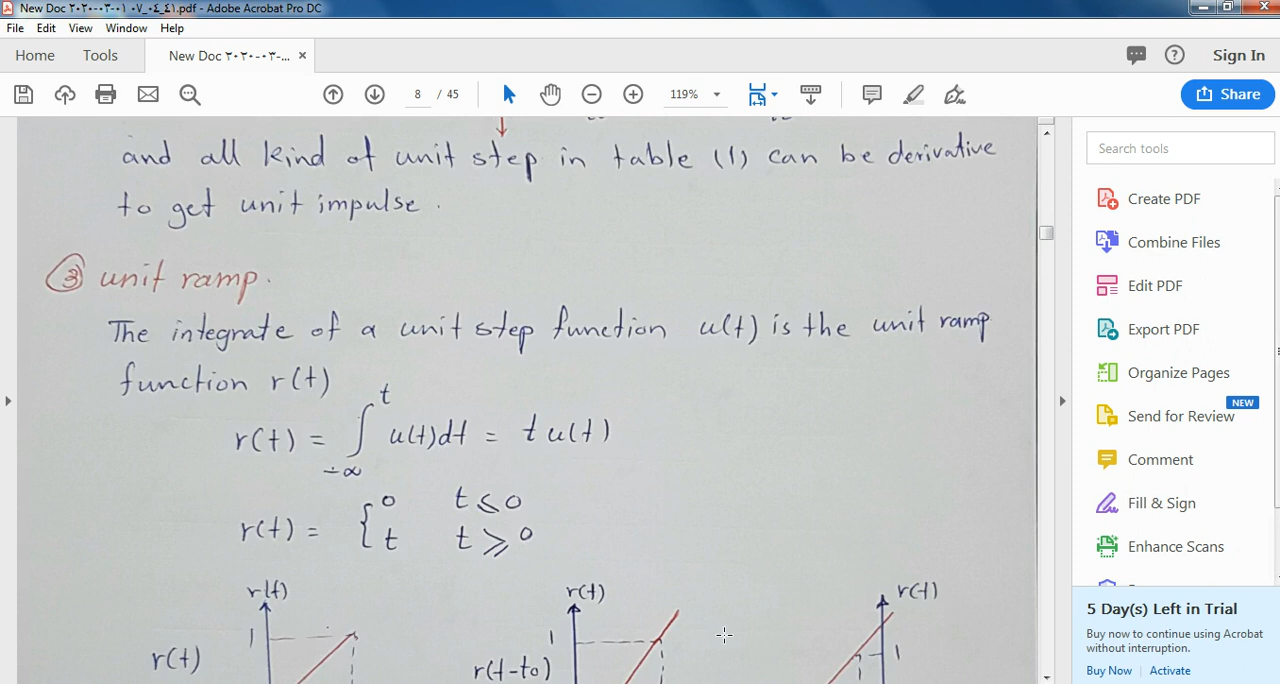 New Doc ٢٠٢٠-٠٣-٠١ ٠٧_٠٤_٤١.pdf - Adobe Acrobat Pro DC
File Edit View Window Help
Home Tools New Doc ٢٠٢٠-٠٣-... × Sign In
8 / 45 119% Share
and all kind of unit step in table (1) can be derivative
to get unit impulse.
③ unit ramp.
The integrate of a unit step function u(t) is the unit ramp
function r(t)
r(t) = ∫_{-∞}^{t} u(t)dt = t u(t)
r(t) = { 0 t ≤ 0
t t ≥ 0
r(t) r(t) r(t)
1 1 1
r(t) r(t-to)
Search tools
Create PDF
Combine Files
Edit PDF
Export PDF
Organize Pages
NEW
Send for Review
Comment
Fill & Sign
Enhance Scans
5 Day(s) Left in Trial
Buy now to continue using Acrobat
without interruption.
Buy Now | Activate